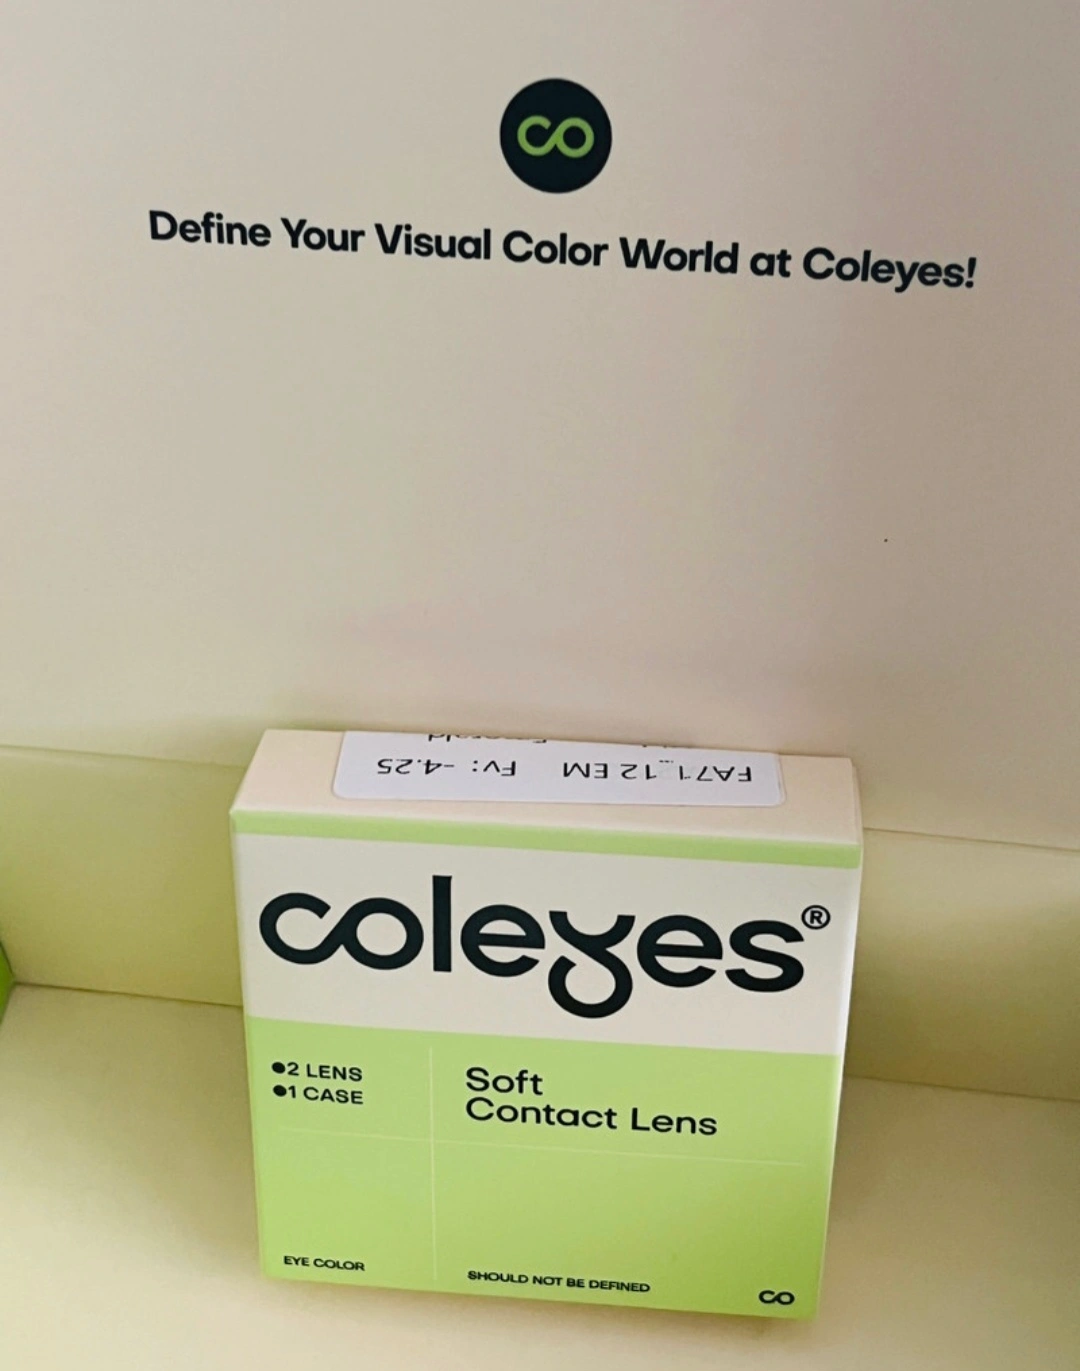 co
Define Your Visual Color World at Coleyes!
FA71_12 EM Fv: -4.25
coleyes®
●2 LENS
●1 CASE
Soft
Contact Lens
EYE COLOR
SHOULD NOT BE DEFINED
co